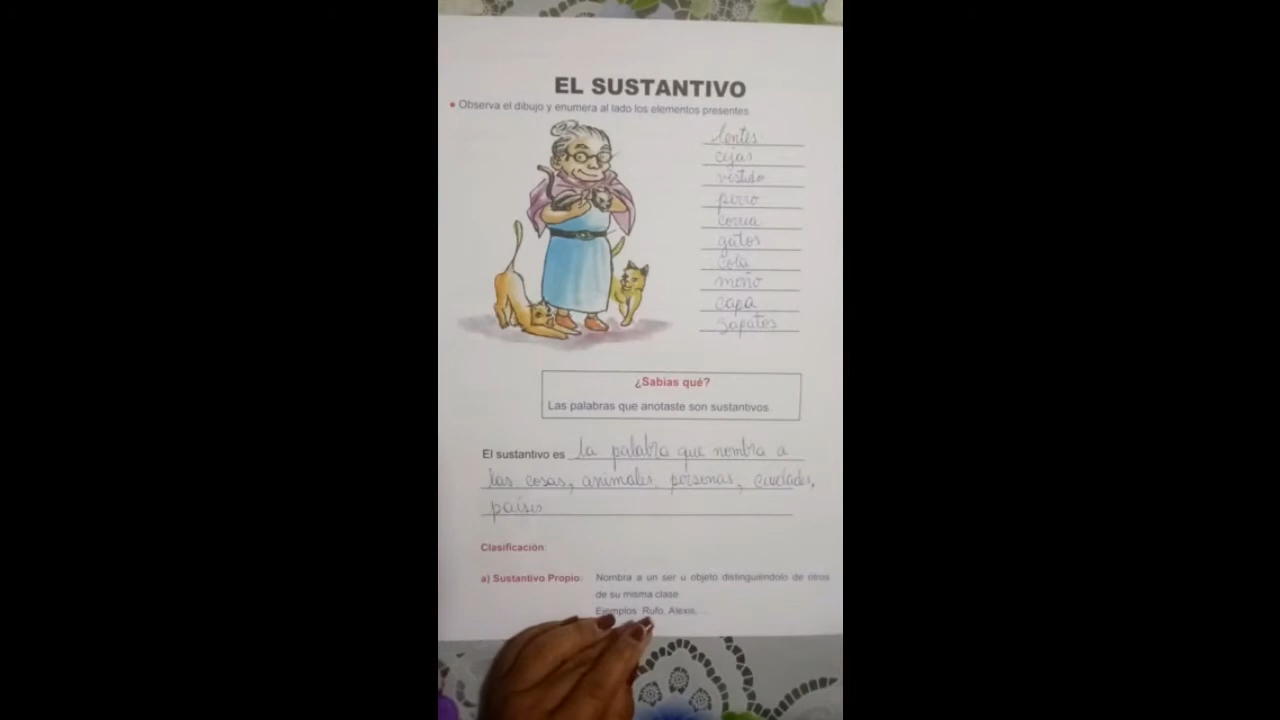 EL SUSTANTIVO
• Observa el dibujo y enumera al lado los elementos presentes
lentes
cejas
vestido
perro
correa
gatos
cola
moño
capa
zapatos
¿Sabias qué?
Las palabras que anotaste son sustantivos.
El sustantivo es la palabra que nombra a
las cosas, animales, personas, ciudades,
países
Clasificación:
a) Sustantivo Propio: Nombra a un ser u objeto distinguiéndolo de otros
de su misma clase
Ejemplos Rufo, Alexis, ...